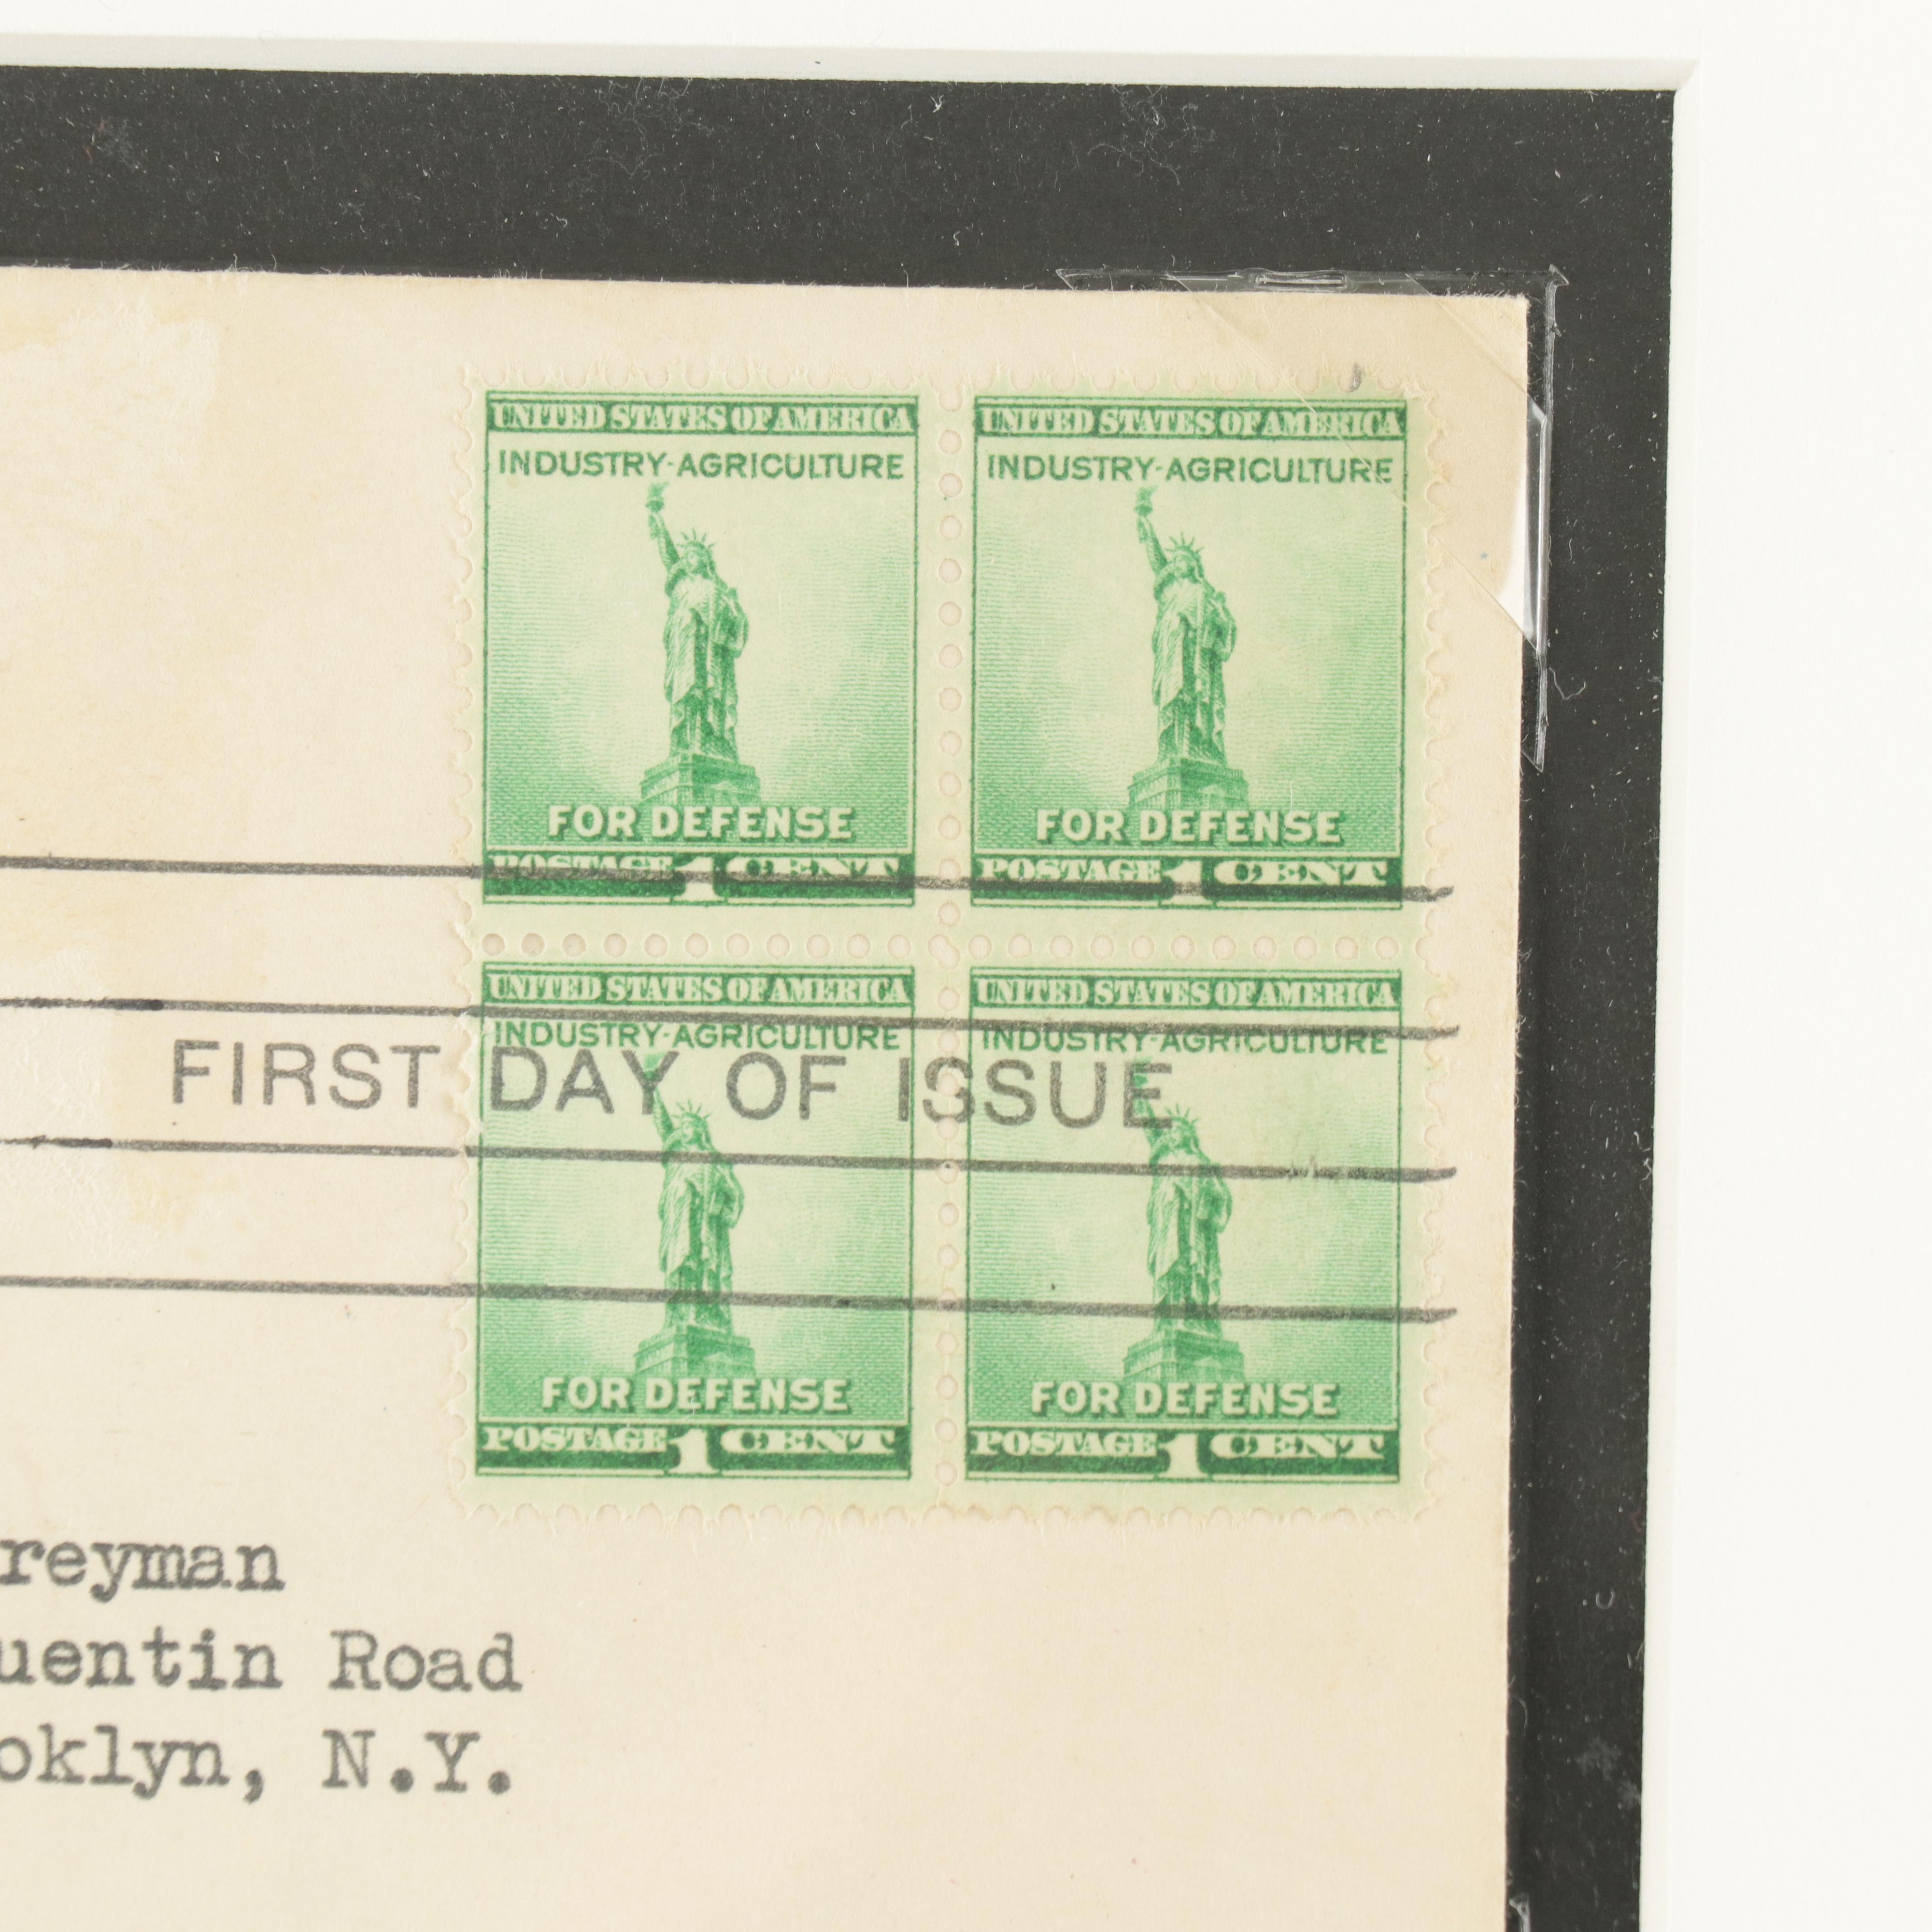 UNITED STATES OF AMERICA
INDUSTRY-AGRICULTURE
FOR DEFENSE
POSTAGE 1 CENT
UNITED STATES OF AMERICA
INDUSTRY-AGRICULTURE
FOR DEFENSE
POSTAGE 1 CENT
UNITED STATES OF AMERICA
INDUSTRY-AGRICULTURE
FOR DEFENSE
POSTAGE 1 CENT
UNITED STATES OF AMERICA
INDUSTRY-AGRICULTURE
FOR DEFENSE
POSTAGE 1 CENT
FIRST DAY OF ISSUE
reyman
uentin Road
oklyn, N.Y.